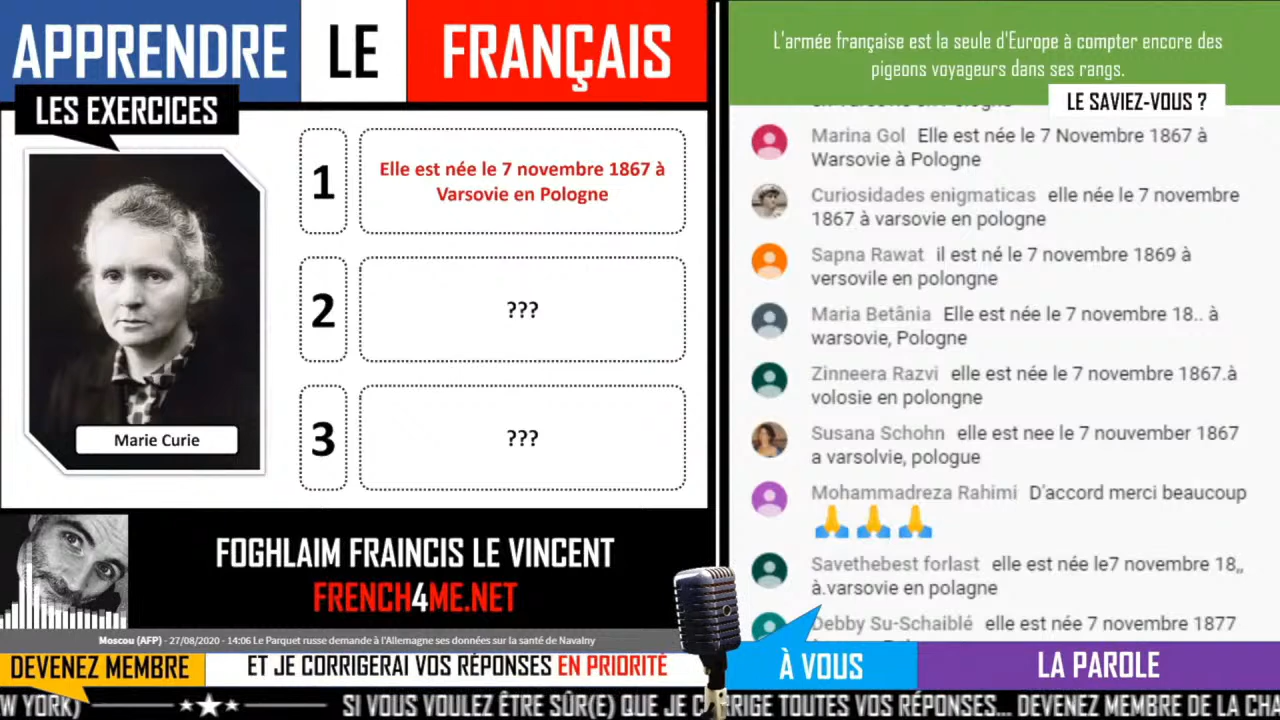 APPRENDRE LE FRANÇAIS
LES EXERCICES
Marie Curie
1
Elle est née le 7 novembre 1867 à
Varsovie en Pologne
2
???
3
???
FOGHLAIM FRAINCIS LE VINCENT
FRENCH4ME.NET
Moscou (AFP) - 27/08/2020 - 14:06 Le Parquet russe demande à l'Allemagne ses données sur la santé de Navalny
DEVENEZ MEMBRE
ET JE CORRIGERAI VOS RÉPONSES EN PRIORITÉ
L'armée française est la seule d'Europe à compter encore des
pigeons voyageurs dans ses rangs.
LE SAVIEZ-VOUS ?
Marina Gol Elle est née le 7 Novembre 1867 à
Warsovie à Pologne
Curiosidades enigmaticas elle née le 7 novembre
1867 à varsovie en pologne
Sapna Rawat il est né le 7 novembre 1869 à
versovile en polongne
Maria Betânia Elle est née le 7 novembre 18.. à
warsovie, Pologne
Zinneera Razvi elle est née le 7 novembre 1867.à
volosie en polongne
Susana Schohn elle est nee le 7 nouvember 1867
a varsolvie, pologue
Mohammadreza Rahimi D'accord merci beaucoup
🙏 🙏 🙏
Savethebest forlast elle est née le7 novembre 18,,
à.varsovie en polagne
Debby Su-Schaiblé elle est née 7 novembre 1877
À VOUS
LA PAROLE
W YORK) SI VOUS VOULEZ ÊTRE SÛR(E) QUE JE C RRIGE TOUTES VOS RÉPONSES... DEVENEZ MEMBRE DE LA CHA